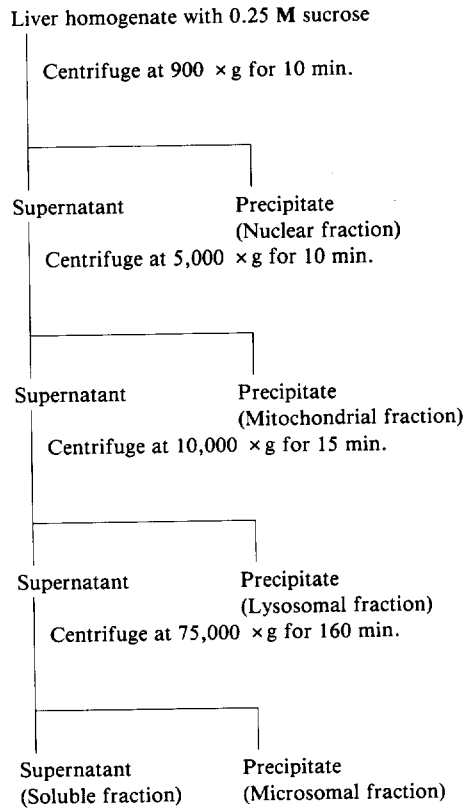 Liver homogenate with 0.25 M sucrose
Centrifuge at 900 × g for 10 min.
Supernatant Precipitate
(Nuclear fraction)
Centrifuge at 5,000 × g for 10 min.
Supernatant Precipitate
(Mitochondrial fraction)
Centrifuge at 10,000 × g for 15 min.
Supernatant Precipitate
(Lysosomal fraction)
Centrifuge at 75,000 × g for 160 min.
Supernatant Precipitate
(Soluble fraction) (Microsomal fraction)